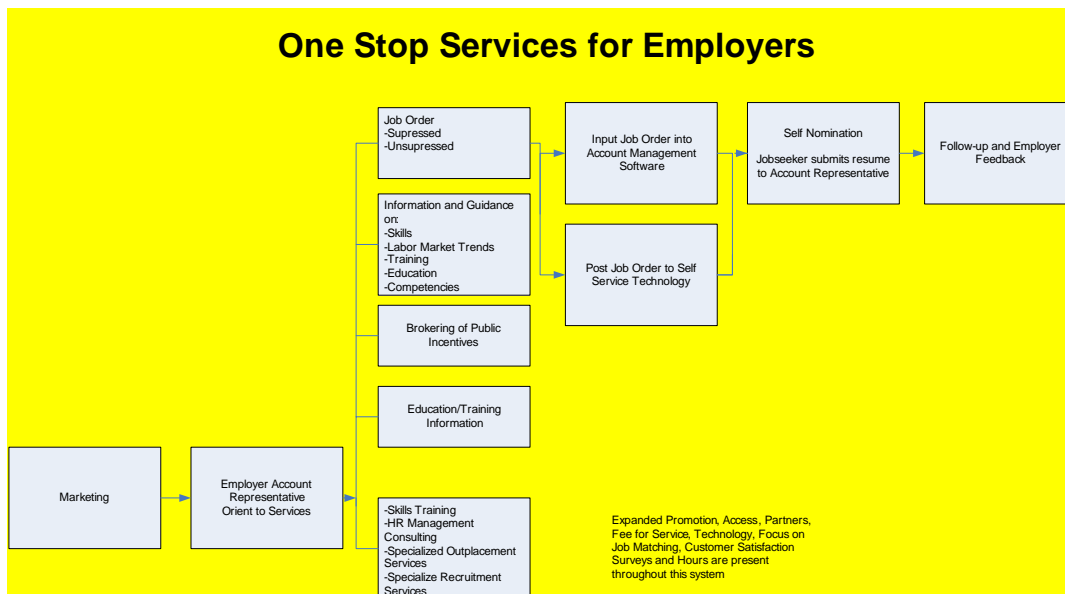 One Stop Services for Employers
Job Order
-Supressed
-Unsupressed
Information and Guidance
on:
-Skills
-Labor Market Trends
-Training
-Education
-Competencies
Brokering of Public
Incentives
Education/Training
Information
-Skills Training
-HR Management
Consulting
-Specialized Outplacement
Services
-Specialize Recruitment
Services
Input Job Order into
Account Management
Software
Post Job Order to Self
Service Technology
Self Nomination
Jobseeker submits resume
to Account Representative
Follow-up and Employer
Feedback
Marketing
Employer Account
Representative
Orient to Services
Expanded Promotion, Access, Partners,
Fee for Service, Technology, Focus on
Job Matching, Customer Satisfaction
Surveys and Hours are present
throughout this system